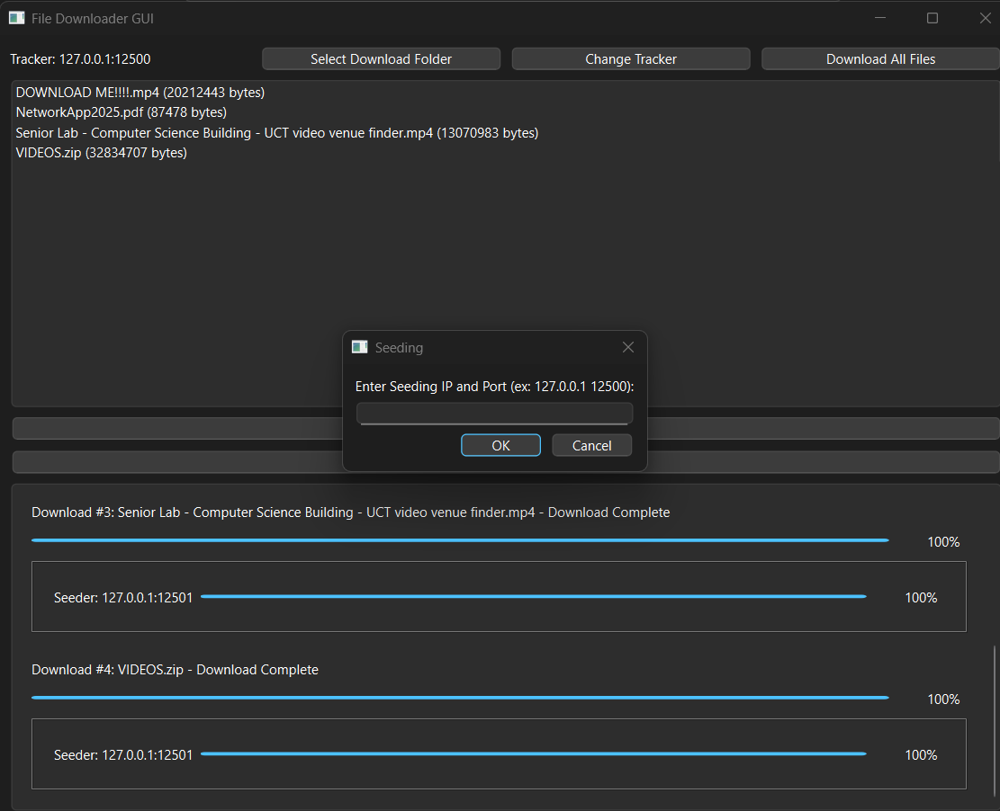 File Downloader GUI
Tracker: 127.0.0.1:12500 Select Download Folder Change Tracker Download All Files
DOWNLOAD ME!!!!.mp4 (20212443 bytes)
NetworkApp2025.pdf (87478 bytes)
Senior Lab - Computer Science Building - UCT video venue finder.mp4 (13070983 bytes)
VIDEOS.zip (32834707 bytes)
Seeding
Enter Seeding IP and Port (ex: 127.0.0.1 12500):
OK Cancel
Download #3: Senior Lab - Computer Science Building - UCT video venue finder.mp4 - Download Complete
100%
Seeder: 127.0.0.1:12501 100%
Download #4: VIDEOS.zip - Download Complete
100%
Seeder: 127.0.0.1:12501 100%